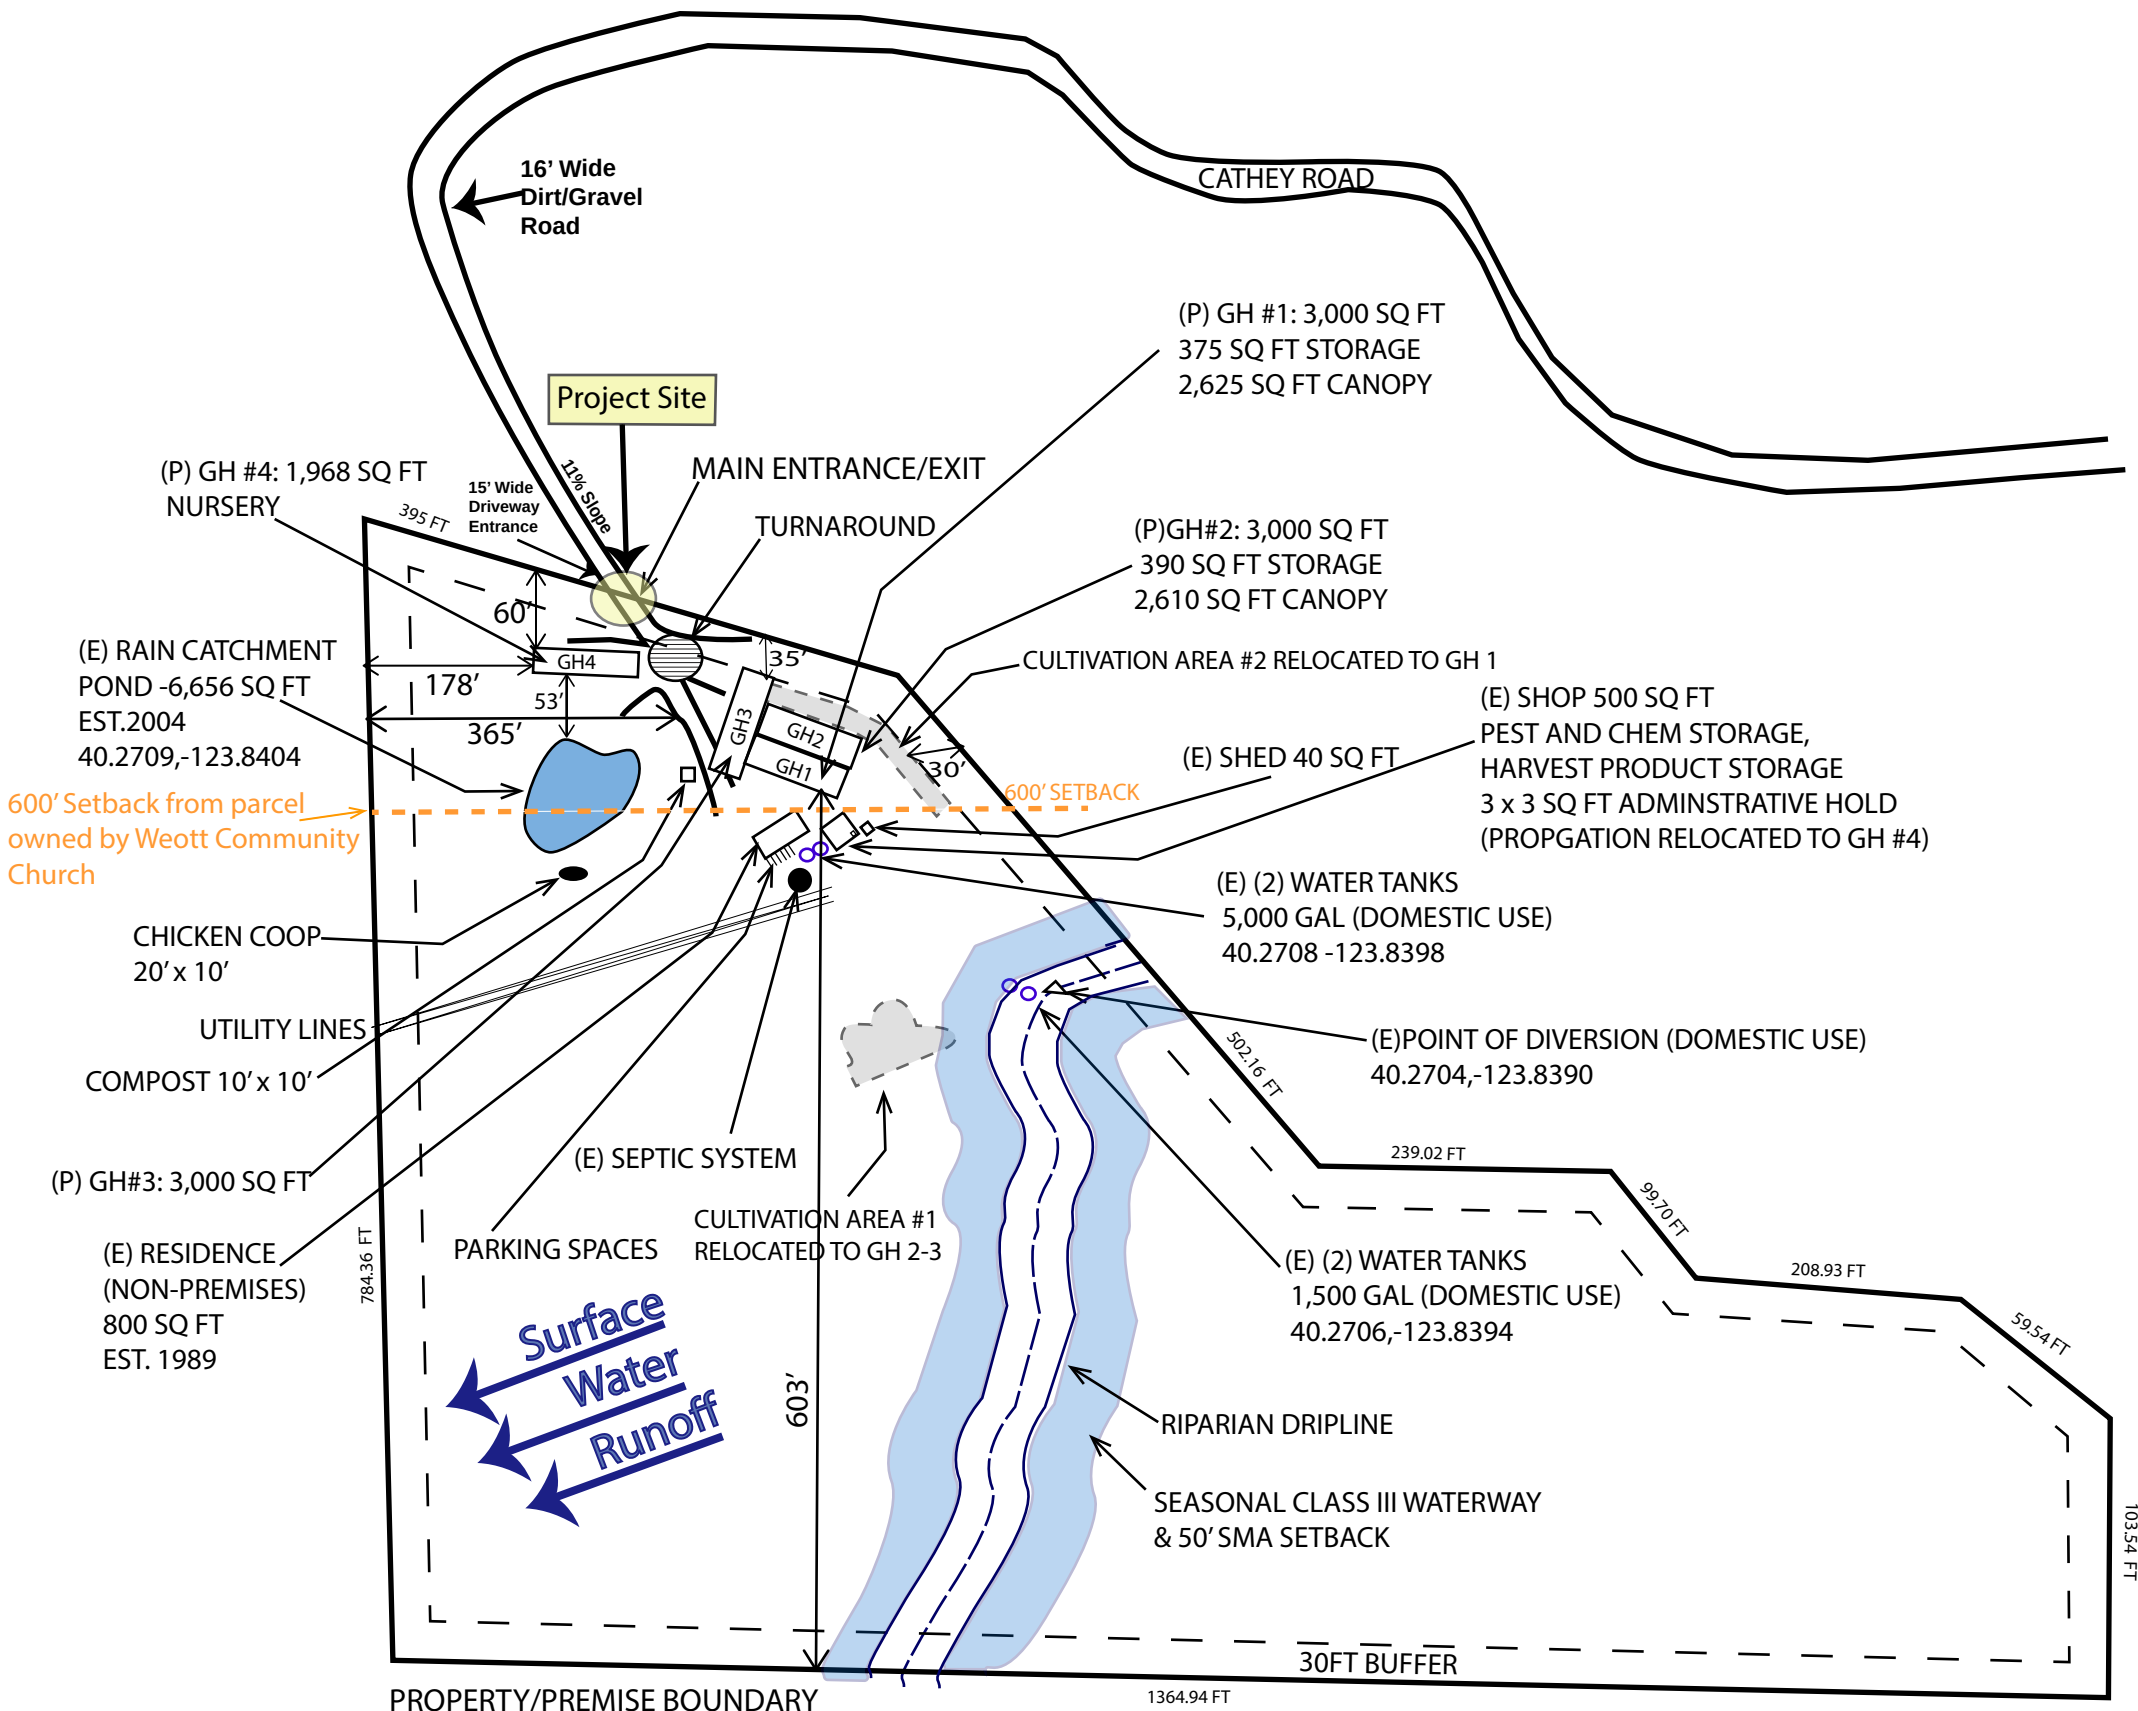 16’ Wide
Dirt/Gravel
Road
CATHEY ROAD
(P) GH #1: 3,000 SQ FT
375 SQ FT STORAGE
2,625 SQ FT CANOPY
Project Site
11% Slope
MAIN ENTRANCE/EXIT
(P) GH #4: 1,968 SQ FT
NURSERY
15’ Wide
Driveway
Entrance
395 FT
TURNAROUND
(P)GH#2: 3,000 SQ FT
390 SQ FT STORAGE
2,610 SQ FT CANOPY
60’
(E) RAIN CATCHMENT
POND -6,656 SQ FT
EST.2004
40.2709,-123.8404
GH4
178’
53’
365’
35’
GH3
GH2
GH1
30’
CULTIVATION AREA #2 RELOCATED TO GH 1
(E) SHOP 500 SQ FT
PEST AND CHEM STORAGE,
HARVEST PRODUCT STORAGE
3 x 3 SQ FT ADMINSTRATIVE HOLD
(PROPGATION RELOCATED TO GH #4)
(E) SHED 40 SQ FT
600’ SETBACK
600’ Setback from parcel
owned by Weott Community
Church
(E) (2) WATER TANKS
5,000 GAL (DOMESTIC USE)
40.2708 -123.8398
CHICKEN COOP
20’ x 10’
UTILITY LINES
COMPOST 10’ x 10’
(E)POINT OF DIVERSION (DOMESTIC USE)
40.2704,-123.8390
502.16 FT
(E) SEPTIC SYSTEM
(P) GH#3: 3,000 SQ FT
239.02 FT
99.70 FT
CULTIVATION AREA #1
RELOCATED TO GH 2-3
PARKING SPACES
(E) RESIDENCE
(NON-PREMISES)
800 SQ FT
EST. 1989
784.36 FT
(E) (2) WATER TANKS
1,500 GAL (DOMESTIC USE)
40.2706,-123.8394
208.93 FT
59.54 FT
Surface
Water
Runoff
603’
RIPARIAN DRIPLINE
SEASONAL CLASS III WATERWAY
& 50’ SMA SETBACK
103.54 FT
30FT BUFFER
PROPERTY/PREMISE BOUNDARY
1364.94 FT